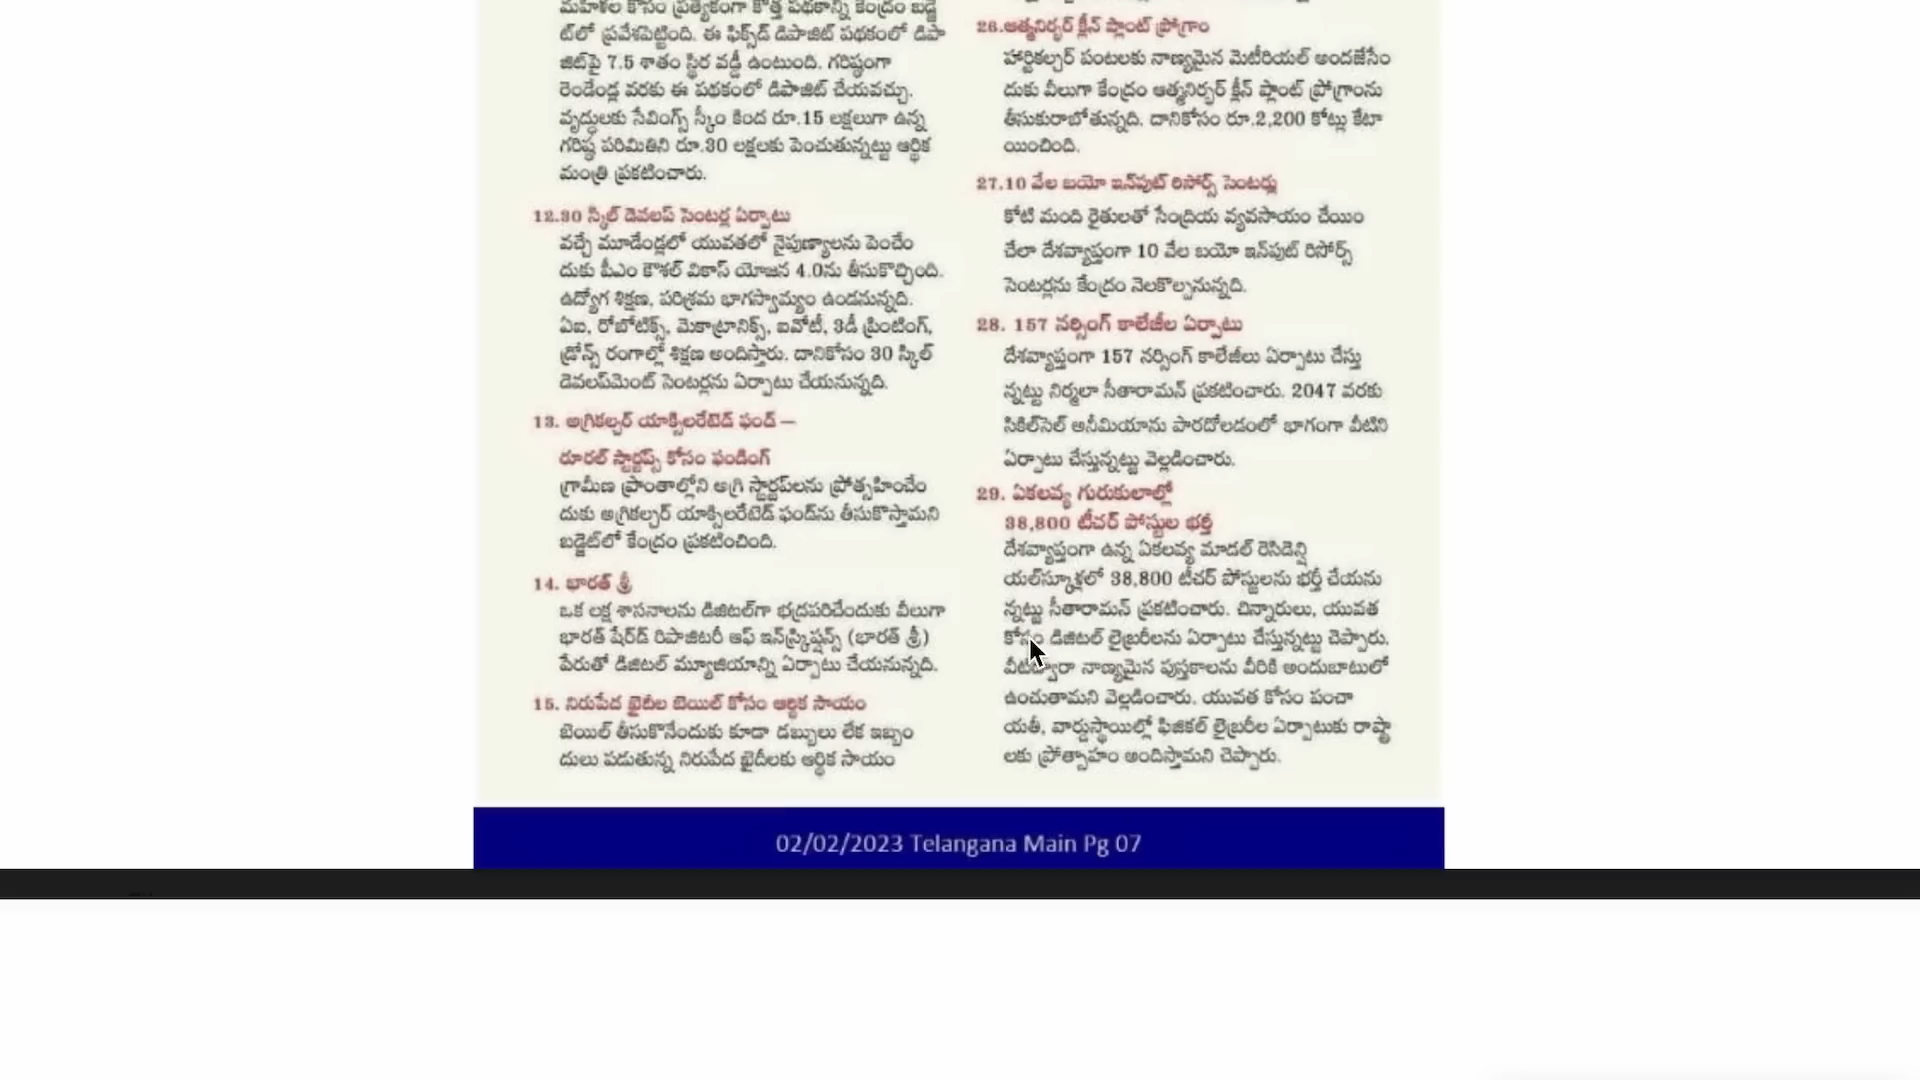 మహిళల కోసం ప్రత్యేకంగా కొత్త పథకాన్ని కేంద్రం బడ్జె
ట్‌లో ప్రవేశపెట్టింది. ఈ ఫిక్స్‌డ్ డిపాజిట్ పథకంలో డిపా
జిట్‌పై 7.5 శాతం స్థిర వడ్డీ ఉంటుంది. గరిష్ఠంగా
రెండేండ్ల వరకు ఈ పథకంలో డిపాజిట్ చేయవచ్చు.
వృద్ధులకు సేవింగ్స్ స్కీం కింద రూ.15 లక్షలుగా ఉన్న
గరిష్ఠ పరిమితిని రూ.30 లక్షలకు పెంచుతున్నట్టు ఆర్థిక
మంత్రి ప్రకటించారు.
12.30 స్కిల్ డెవలప్ సెంటర్ల ఏర్పాటు
వచ్చే మూడేండ్లలో యువతలో నైపుణ్యాలను పెంచేం
దుకు పీఎం కౌశల్ వికాస్ యోజన 4.0ను తీసుకొచ్చింది.
ఉద్యోగ శిక్షణ, పరిశ్రమ భాగస్వామ్యం ఉండనున్నది.
ఏఐ, రోబోటిక్స్, మెకాట్రానిక్స్, ఐవోటీ, 3డీ ప్రింటింగ్,
డ్రోన్స్ రంగాల్లో శిక్షణ అందిస్తారు. దానికోసం 30 స్కిల్
డెవలప్‌మెంట్ సెంటర్లను ఏర్పాటు చేయనున్నది.
13. అగ్రికల్చర్ యాక్సిలరేటెడ్ ఫండ్ –
రూరల్ స్టార్టప్స్ కోసం ఫండింగ్
గ్రామీణ ప్రాంతాల్లోని అగ్రి స్టార్టప్‌లను ప్రోత్సహించేం
దుకు అగ్రికల్చర్ యాక్సిలరేటెడ్ ఫండ్‌ను తీసుకొస్తామని
బడ్జెట్‌లో కేంద్రం ప్రకటించింది.
14. భారత్ శ్రీ
ఒక లక్ష శాసనాలను డిజిటల్‌గా భద్రపరిచేందుకు వీలుగా
భారత్ షేర్‌డ్ రిపాజిటరీ ఆఫ్ ఇన్‌స్క్రిప్షన్స్ (భారత్ శ్రీ)
పేరుతో డిజిటల్ మ్యూజియాన్ని ఏర్పాటు చేయనున్నది.
15. నిరుపేద ఖైదీల బెయిల్ కోసం ఆర్థిక సాయం
బెయిల్ తీసుకొనేందుకు కూడా డబ్బులు లేక ఇబ్బం
దులు పడుతున్న నిరుపేద ఖైదీలకు ఆర్థిక సాయం
26.ఆత్మనిర్భర్ క్లీన్ ప్లాంట్ ప్రోగ్రాం
హార్టికల్చర్ పంటలకు నాణ్యమైన మెటీరియల్ అందజేసేం
దుకు వీలుగా కేంద్రం ఆత్మనిర్భర్ క్లీన్ ప్లాంట్ ప్రోగ్రాంను
తీసుకురాబోతున్నది. దానికోసం రూ.2,200 కోట్లు కేటా
యించింది.
27.10 వేల బయో ఇన్‌పుట్ రిసోర్స్ సెంటర్లు
కోటి మంది రైతులతో సేంద్రియ వ్యవసాయం చేయిం
చేలా దేశవ్యాప్తంగా 10 వేల బయో ఇన్‌పుట్ రిసోర్స్
సెంటర్లను కేంద్రం నెలకొల్పనున్నది.
28. 157 నర్సింగ్ కాలేజీల ఏర్పాటు
దేశవ్యాప్తంగా 157 నర్సింగ్ కాలేజీలు ఏర్పాటు చేస్తు
న్నట్టు నిర్మలా సీతారామన్ ప్రకటించారు. 2047 వరకు
సికిల్‌సెల్ అనీమియాను పారదోలడంలో భాగంగా వీటిని
ఏర్పాటు చేస్తున్నట్టు వెల్లడించారు.
29. ఏకలవ్య గురుకులాల్లో
38,800 టీచర్ పోస్టుల భర్తీ
దేశవ్యాప్తంగా ఉన్న ఏకలవ్య మాడల్ రెసిడెన్షి
యల్‌స్కూళ్లలో 38,800 టీచర్ పోస్టులను భర్తీ చేయను
న్నట్టు సీతారామన్ ప్రకటించారు. చిన్నారులు, యువత
కోసం డిజిటల్ లైబ్రరీలను ఏర్పాటు చేస్తున్నట్టు చెప్పారు.
వీటిద్వారా నాణ్యమైన పుస్తకాలను వీరికి అందుబాటులో
ఉంచుతామని వెల్లడించారు. యువత కోసం పంచా
యతీ, వార్డుస్థాయిల్లో ఫిజికల్ లైబ్రరీల ఏర్పాటుకు రాష్ట్రా
లకు ప్రోత్సాహం అందిస్తామని చెప్పారు.
02/02/2023 Telangana Main Pg 07